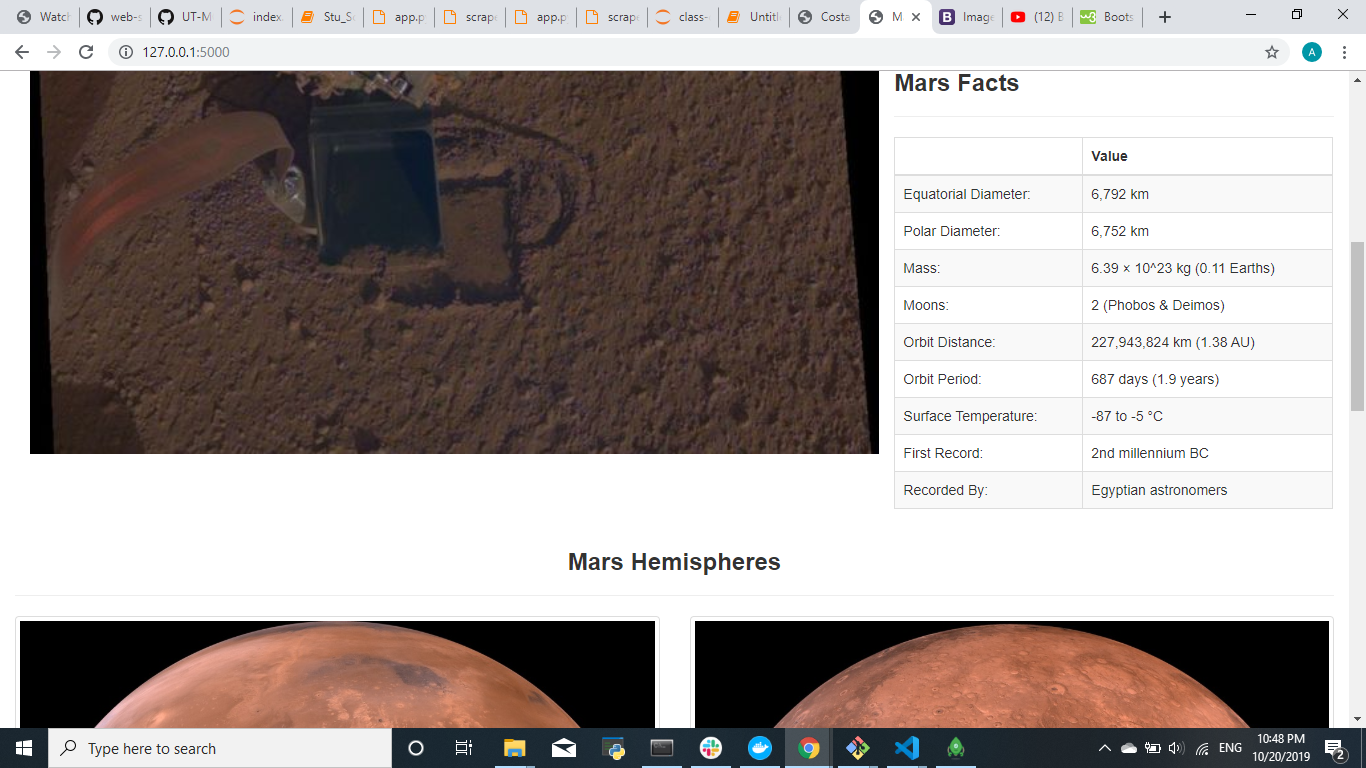 Watch
web-s
UT-M
index.
Stu_So
app.p
scrape
app.p
scrape
class-
Untitl
Costa
M
Image
(12) B
Boots
127.0.0.1:5000
A
Mars Facts
Value
Equatorial Diameter: 6,792 km
Polar Diameter: 6,752 km
Mass: 6.39 × 10^23 kg (0.11 Earths)
Moons: 2 (Phobos & Deimos)
Orbit Distance: 227,943,824 km (1.38 AU)
Orbit Period: 687 days (1.9 years)
Surface Temperature: -87 to -5 °C
First Record: 2nd millennium BC
Recorded By: Egyptian astronomers
Mars Hemispheres
Type here to search
ENG
10:48 PM
10/20/2019
2